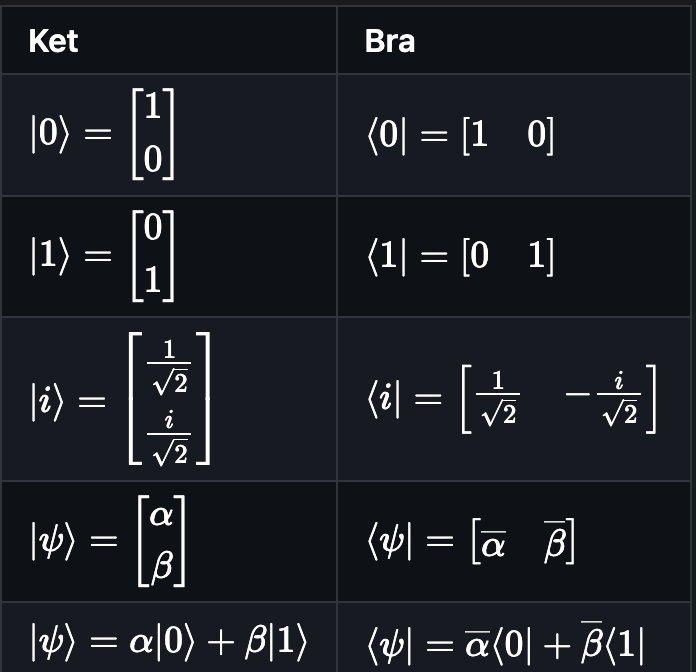 Ket Bra
|0⟩ = [1 0] ⟨0| = [1 0]
|1⟩ = [0 1] ⟨1| = [0 1]
|i⟩ = [1/√2 i/√2] ⟨i| = [1/√2 −i/√2]
|ψ⟩ = [α β] ⟨ψ| = [α̅ β̅]
|ψ⟩ = α|0⟩ + β|1⟩ ⟨ψ| = α̅⟨0| + β̅⟨1|